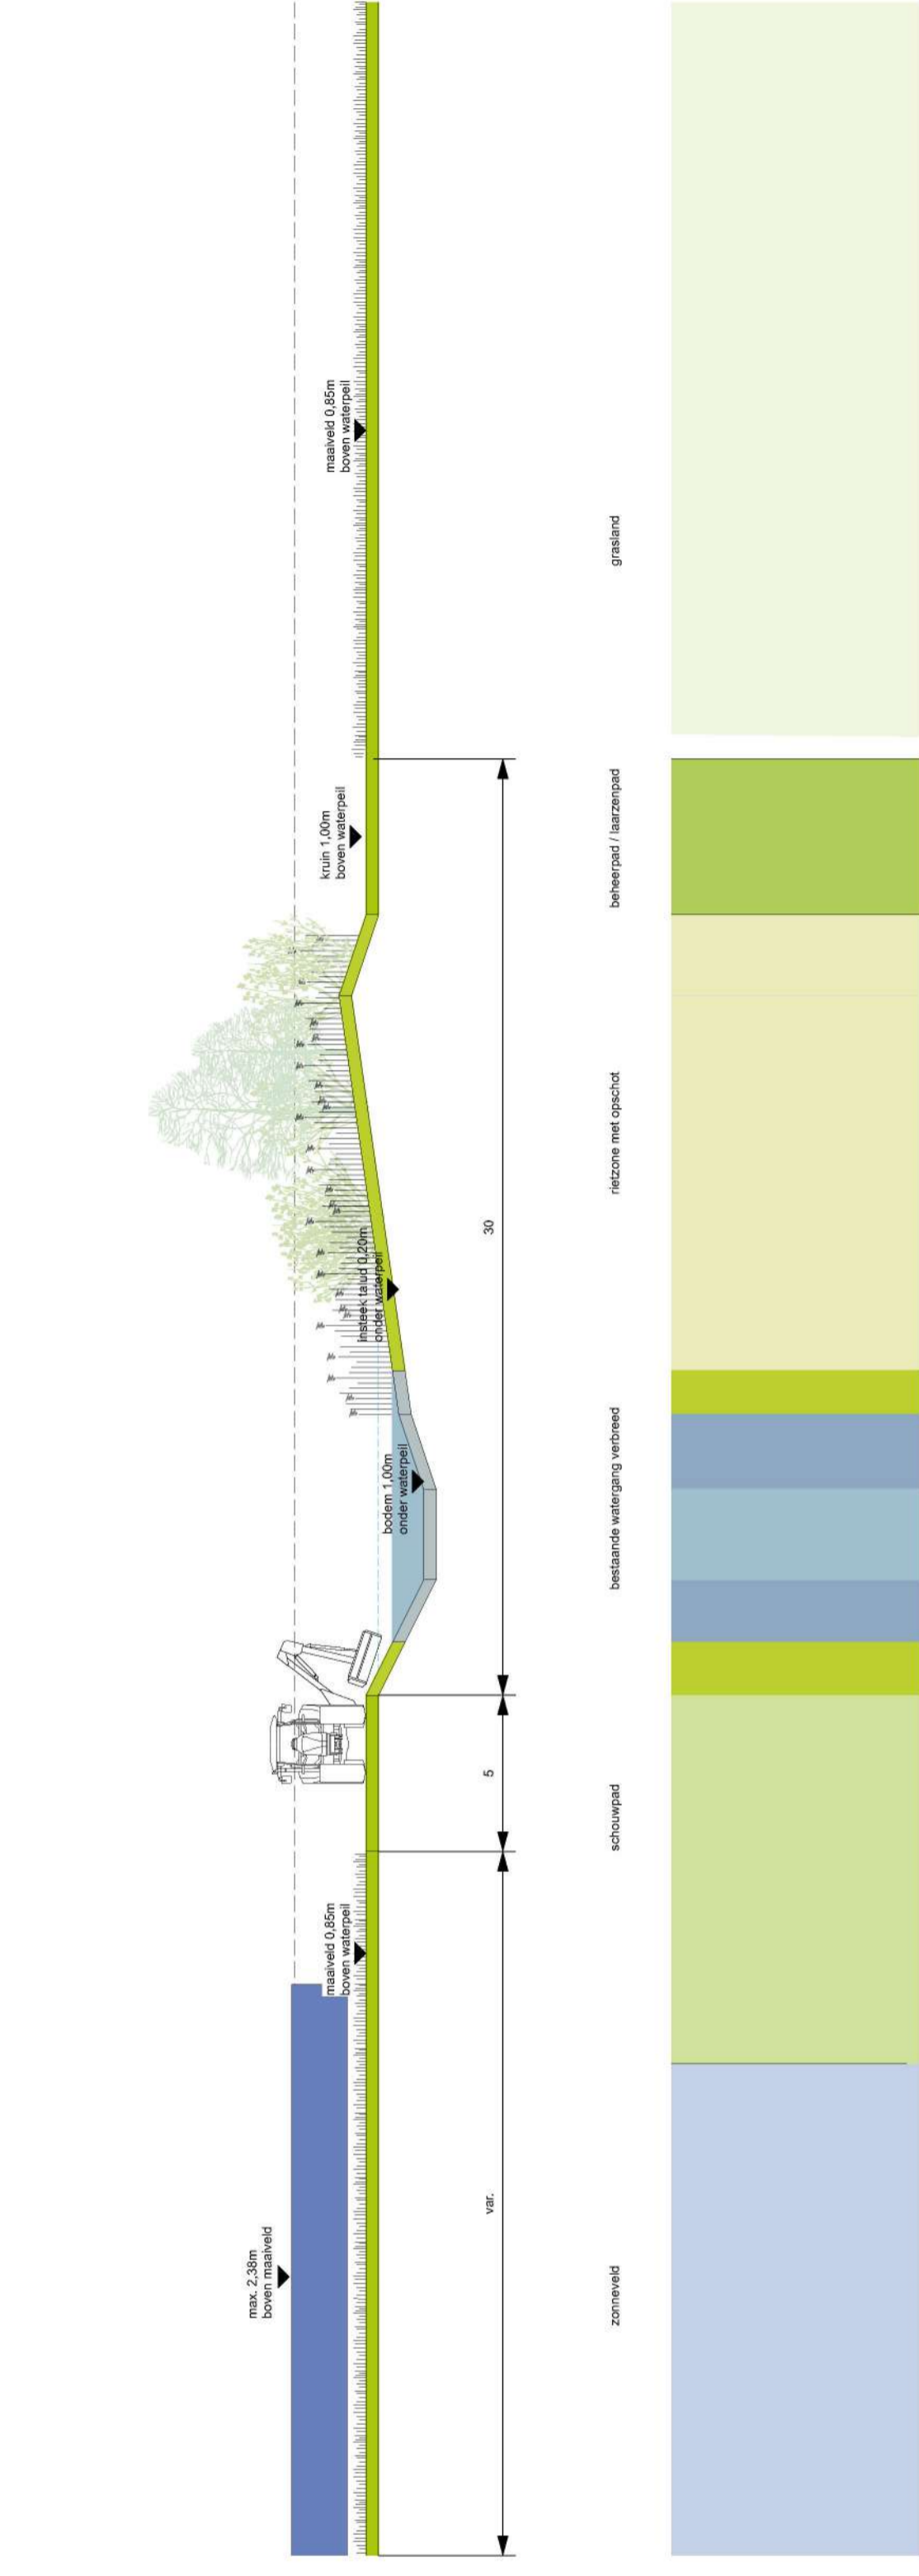 max. 2,38m
boven maaiveld
maaiveld 0,85m
boven waterpeil
bodem 1,00m
onder waterpeil
insteek talud 0,20m
onder waterpeil
kruin 1,00m
boven waterpeil
maaiveld 0,85m
boven waterpeil
var.
5
30
zonneveld
schouwpad
bestaande watergang verbreed
rietzone met opschot
beheerpad / laarzenpad
grasland